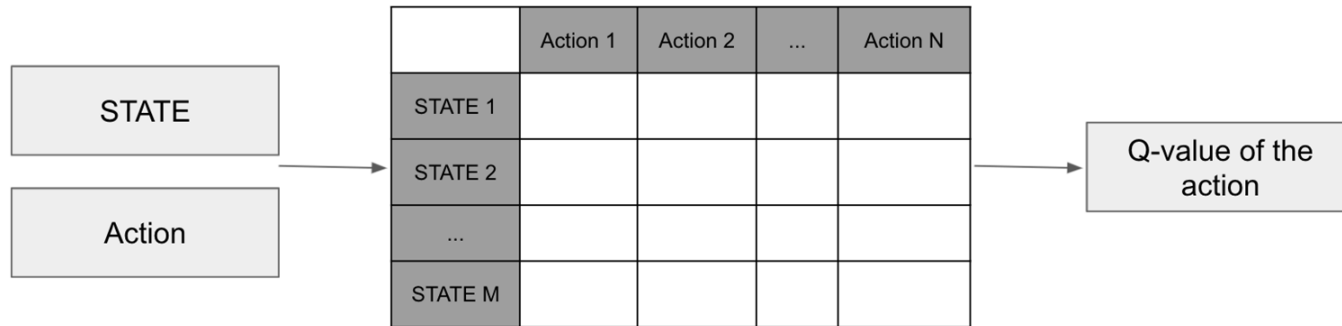 STATE
Action
Action 1 Action 2 ... Action N
STATE 1
STATE 2
...
STATE M
Q-value of the
action